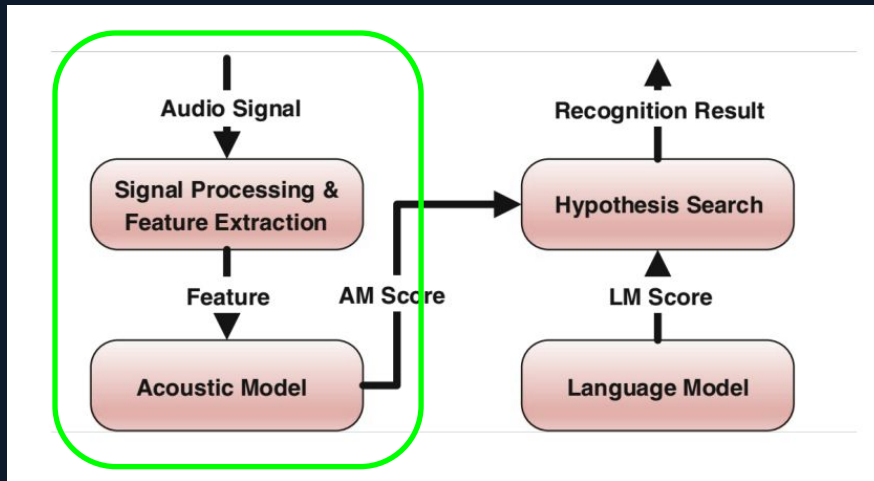 Audio Signal
Signal Processing &
Feature Extraction
Feature
Acoustic Model
AM Score
Recognition Result
Hypothesis Search
LM Score
Language Model